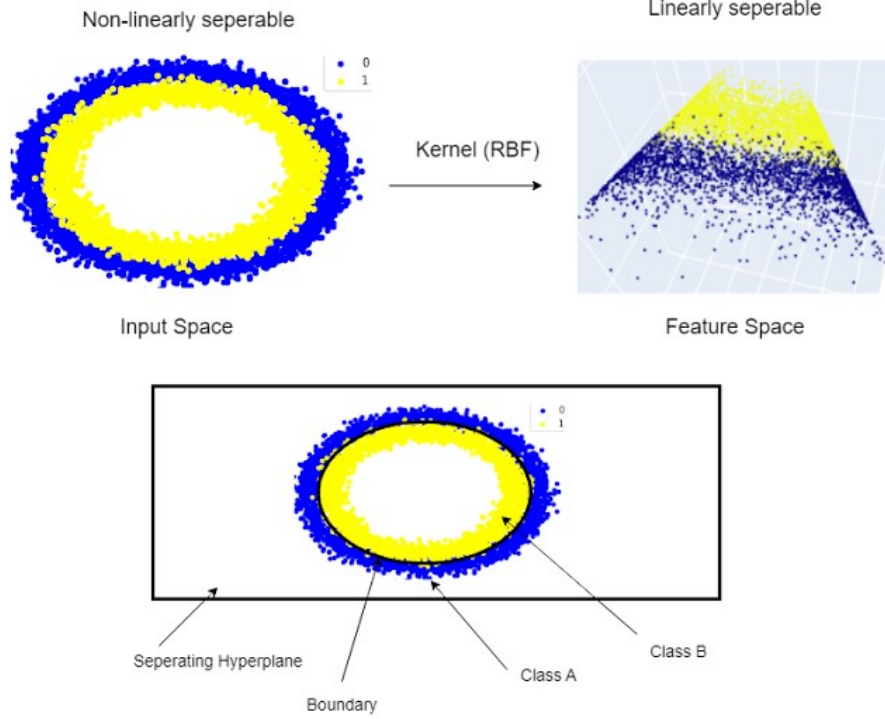 Non-linearly seperable
Linearly seperable
0
1
Kernel (RBF)
Input Space
Feature Space
0
1
Seperating Hyperplane
Boundary
Class A
Class B